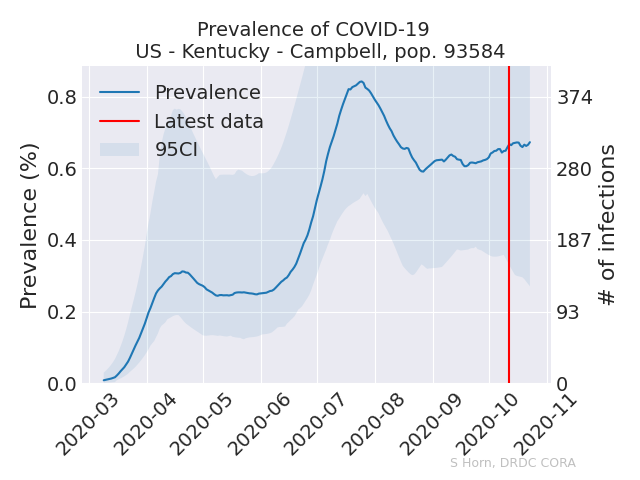 Prevalence of COVID-19
US - Kentucky - Campbell, pop. 93584
Prevalence
Latest data
95CI
Prevalence (%)
0.8
0.6
0.4
0.2
0.0
374
280
187
93
0
# of infections
2020-03
2020-04
2020-05
2020-06
2020-07
2020-08
2020-09
2020-10
2020-11
S Horn, DRDC CORA